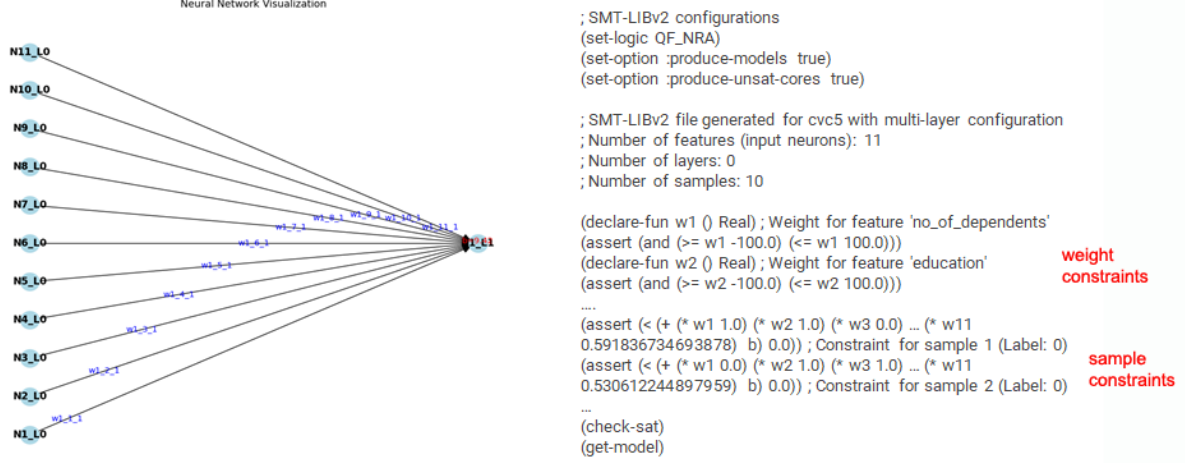 Neural Network Visualization
N11_L0
N10_L0
N9_L0
N8_L0
N7_L0
N6_L0
N5_L0
N4_L0
N3_L0
N2_L0
N1_L0
w1_11_1
w1_10_1
w1_9_1
w1_8_1
w1_7_1
w1_6_1
w1_5_1
w1_4_1
w1_3_1
w1_2_1
w1_1_1
; SMT-LIBv2 configurations
(set-logic QF_NRA)
(set-option :produce-models true)
(set-option :produce-unsat-cores true)
; SMT-LIBv2 file generated for cvc5 with multi-layer configuration
; Number of features (input neurons): 11
; Number of layers: 0
; Number of samples: 10
(declare-fun w1 () Real) ; Weight for feature 'no_of_dependents'
(assert (and (>= w1 -100.0) (<= w1 100.0)))
(declare-fun w2 () Real) ; Weight for feature 'education'
(assert (and (>= w2 -100.0) (<= w2 100.0)))
....
(assert (< (+ (* w1 1.0) (* w2 1.0) (* w3 0.0) ... (* w11
0.591836734693878) b) 0.0)) ; Constraint for sample 1 (Label: 0)
(assert (< (+ (* w1 0.0) (* w2 1.0) (* w3 1.0) ... (* w11
0.530612244897959) b) 0.0)) ; Constraint for sample 2 (Label: 0)
...
(check-sat)
(get-model)
weight
constraints
sample
constraints